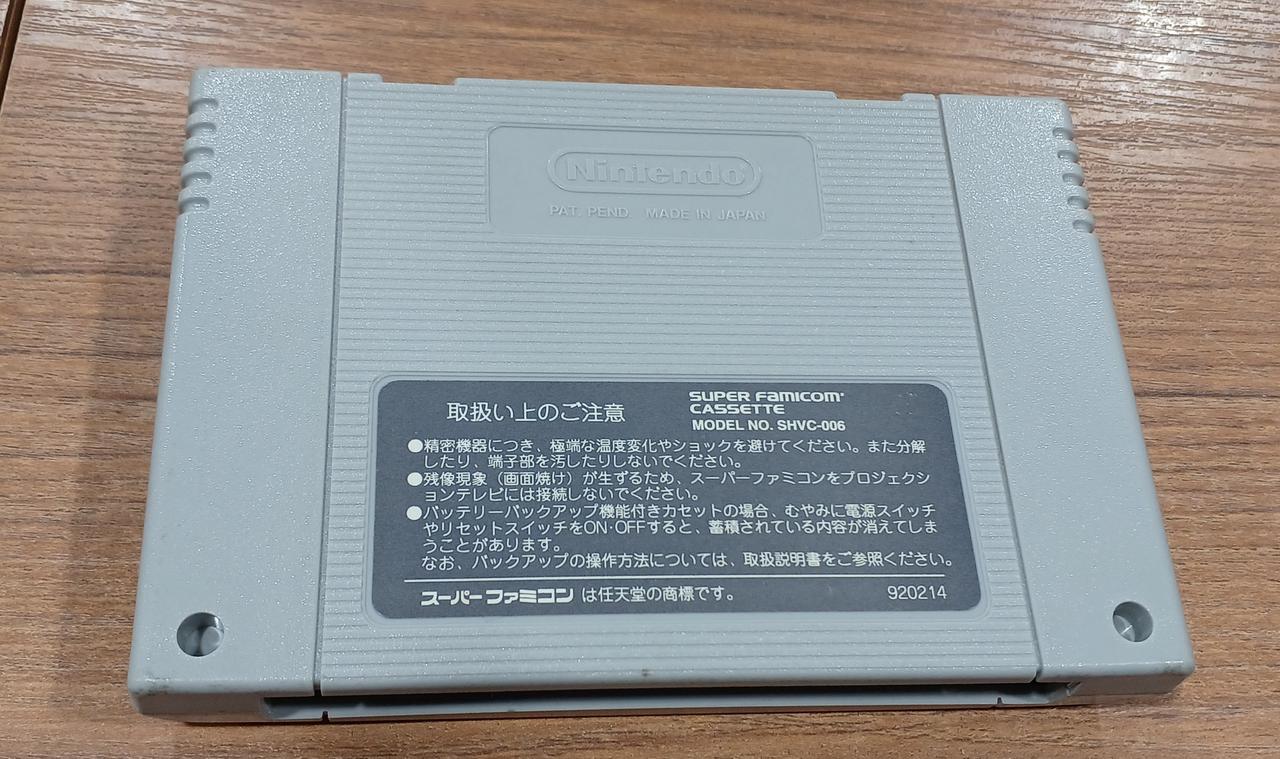 Nintendo
PAT. PEND. MADE IN JAPAN
取扱い上のご注意
SUPER FAMICOM
CASSETTE
MODEL NO. SHVC-006
●精密機器につき、極端な温度変化やショックを避けてください。また分解
したり、端子部を汚したりしないでください。
●残像現象(画面焼け)が生ずるため、スーパーファミコンをプロジェクシ
ョンテレビには接続しないでください。
●バッテリーバックアップ機能付きカセットの場合、むやみに電源スイッチ
やリセットスイッチをON·OFFすると、蓄積されている内容が消えてしま
うことがあります。
なお、バックアップの操作方法については、取扱説明書をご参照ください。
スーパーファミコン は任天堂の商標です。
920214